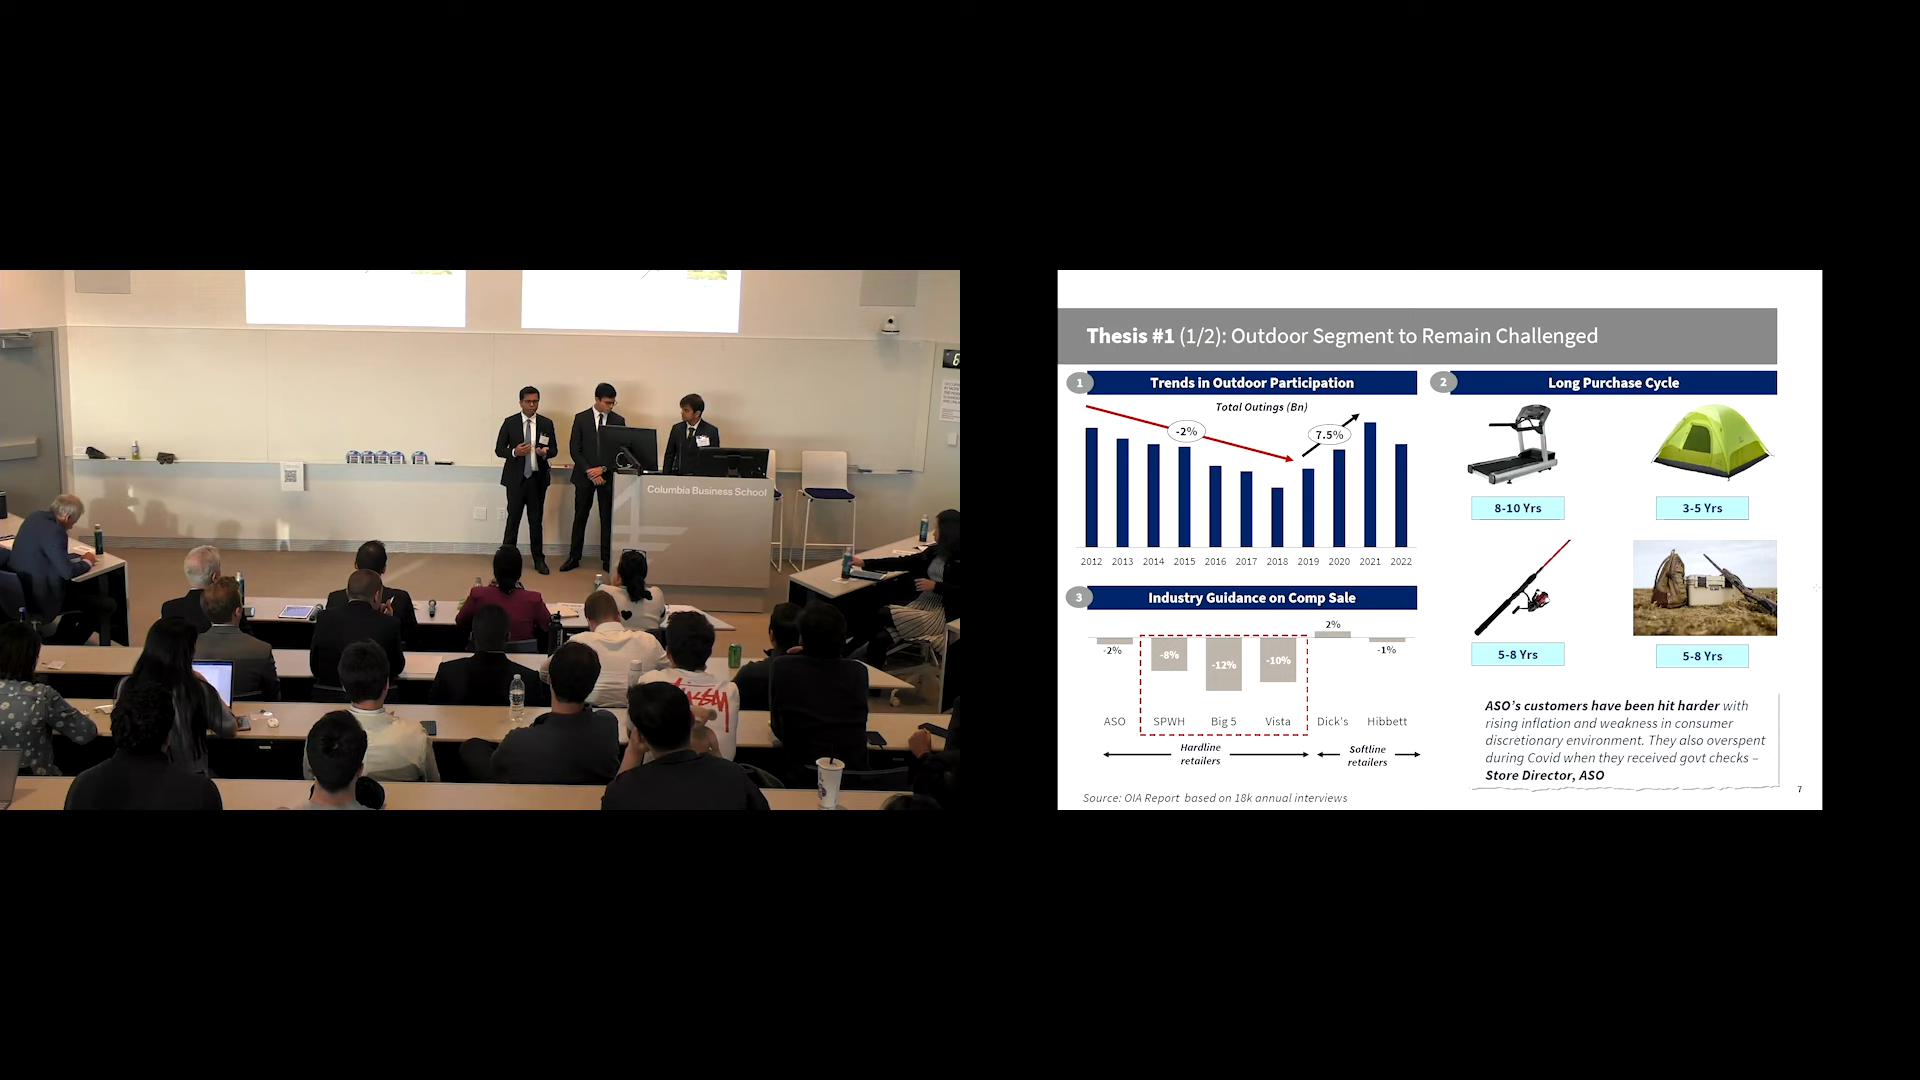 Columbia Business School
Thesis #1 (1/2): Outdoor Segment to Remain Challenged
1
Trends in Outdoor Participation
Total Outings (Bn)
-2%
7.5%
2012 2013 2014 2015 2016 2017 2018 2019 2020 2021 2022
2
Long Purchase Cycle
8-10 Yrs
3-5 Yrs
5-8 Yrs
5-8 Yrs
3
Industry Guidance on Comp Sale
-2%
-8%
-12%
-10%
2%
-1%
ASO SPWH Big 5 Vista Dick's Hibbett
Hardline
retailers
Softline
retailers
ASO's customers have been hit harder with
rising inflation and weakness in consumer
discretionary environment. They also overspent
during Covid when they received govt checks –
Store Director, ASO
Source: OIA Report based on 18k annual interviews
7